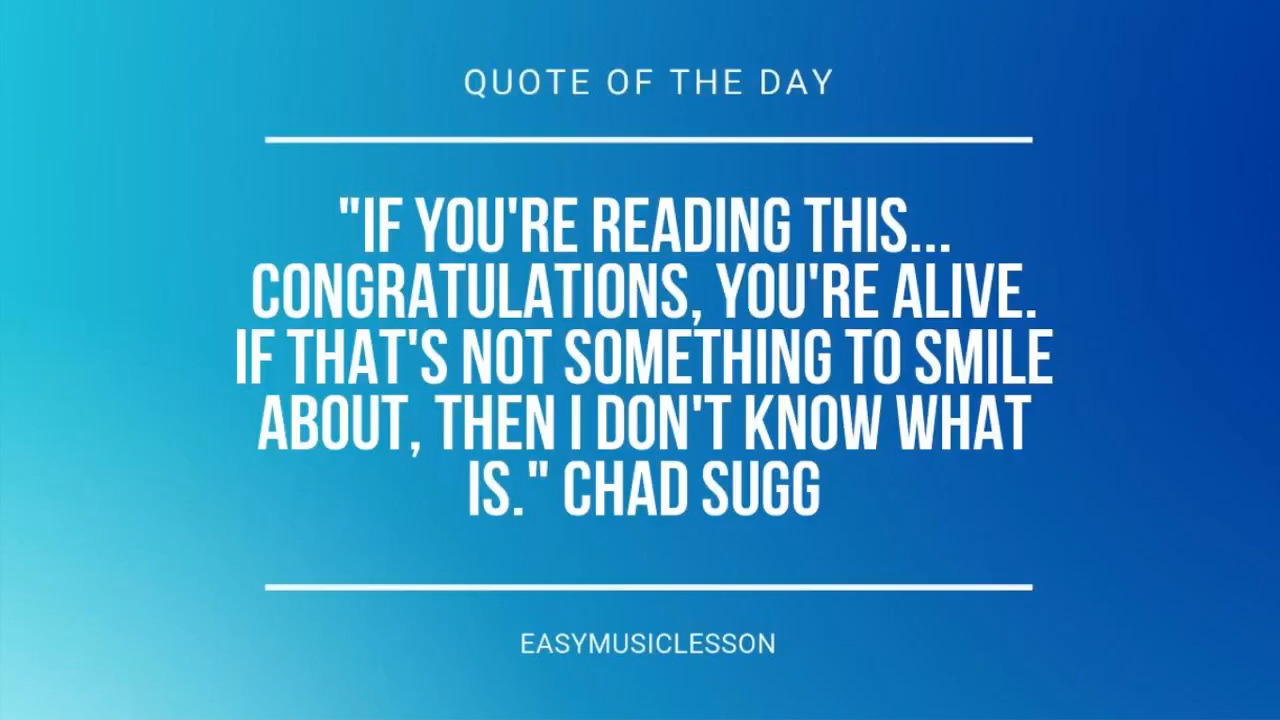 QUOTE OF THE DAY
"IF YOU'RE READING THIS...
CONGRATULATIONS, YOU'RE ALIVE.
IF THAT'S NOT SOMETHING TO SMILE
ABOUT, THEN I DON'T KNOW WHAT
IS." CHAD SUGG
EASYMUSICLESSON